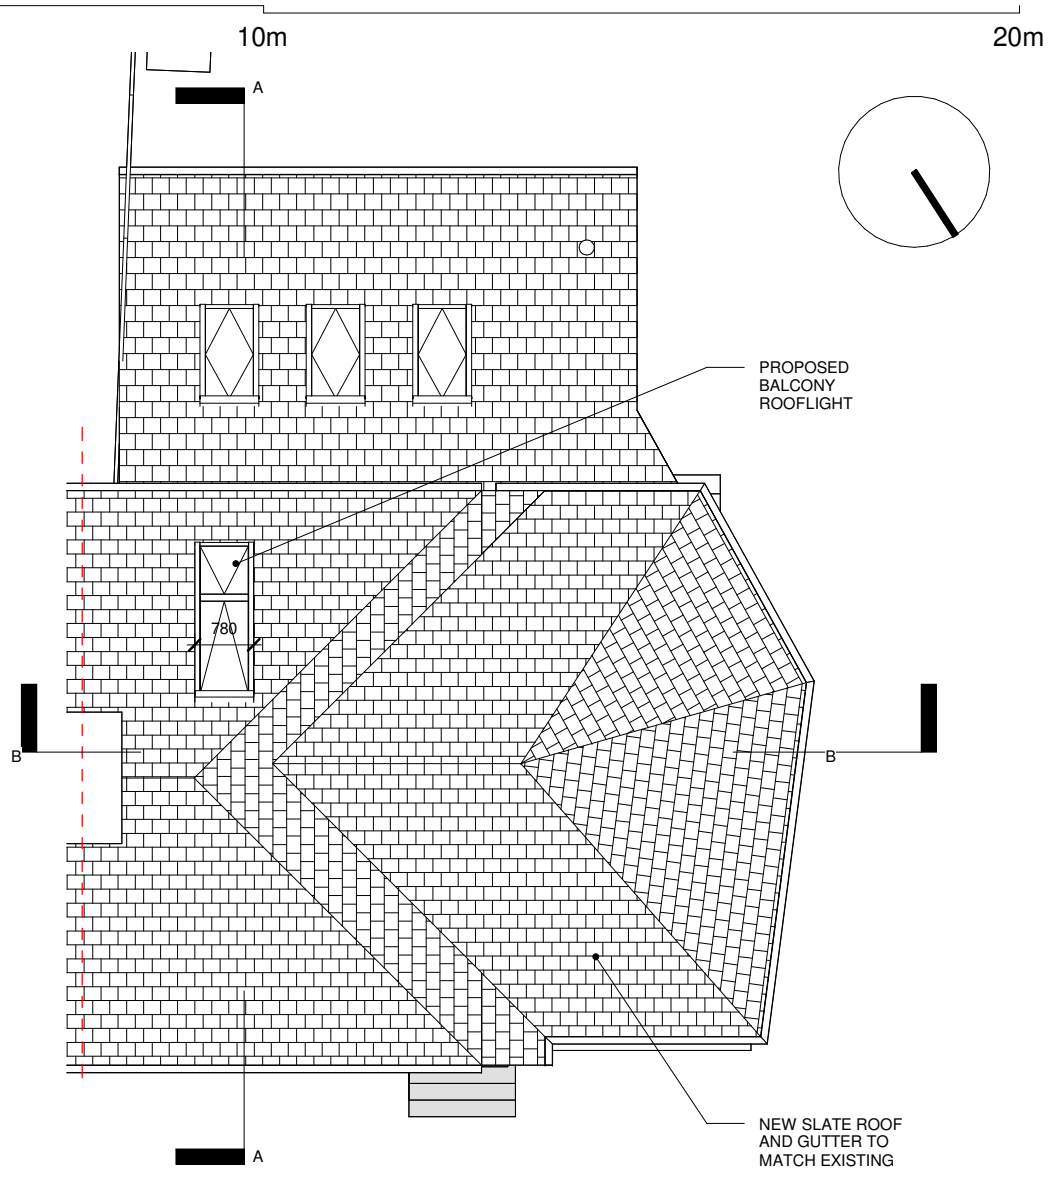 10m
20m
A
PROPOSED
BALCONY
ROOFLIGHT
780
B
B
NEW SLATE ROOF
AND GUTTER TO
MATCH EXISTING
A